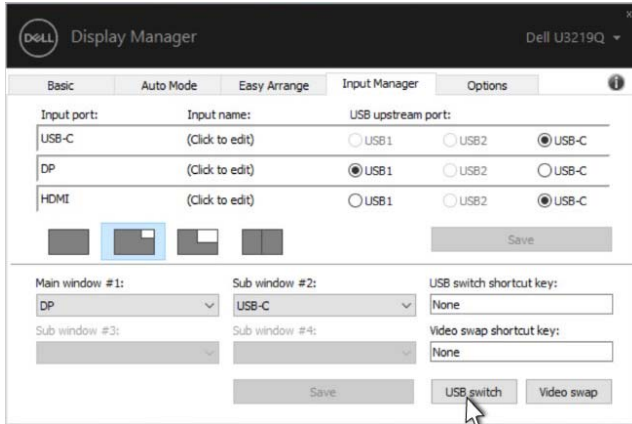 DELL Display Manager Dell U3219Q
Basic Auto Mode Easy Arrange Input Manager Options
Input port: Input name: USB upstream port:
USB-C (Click to edit) USB1 USB2 USB-C
DP (Click to edit) USB1 USB2 USB-C
HDMI (Click to edit) USB1 USB2 USB-C
Save
Main window #1: Sub window #2: USB switch shortcut key:
DP USB-C None
Sub window #3: Sub window #4: Video swap shortcut key:
None
Save USB switch Video swap